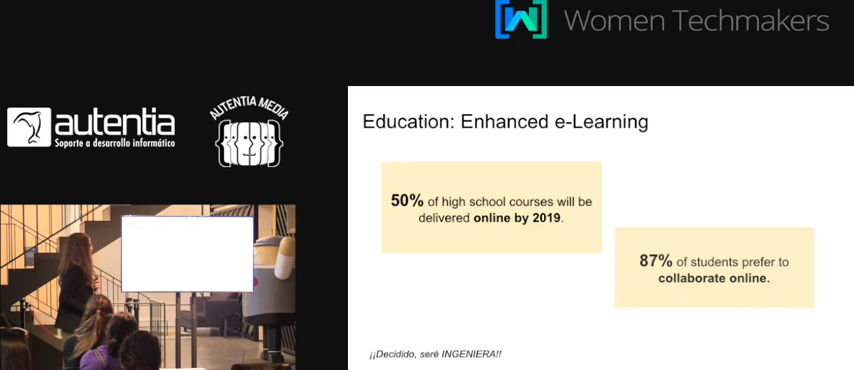 Women Techmakers
autentia
Soporte a desarrollo informático
AUTENTIA MEDIA
Education: Enhanced e-Learning
50% of high school courses will be
delivered online by 2019.
87% of students prefer to
collaborate online.
¡¡Decidido, seré INGENIERA!!